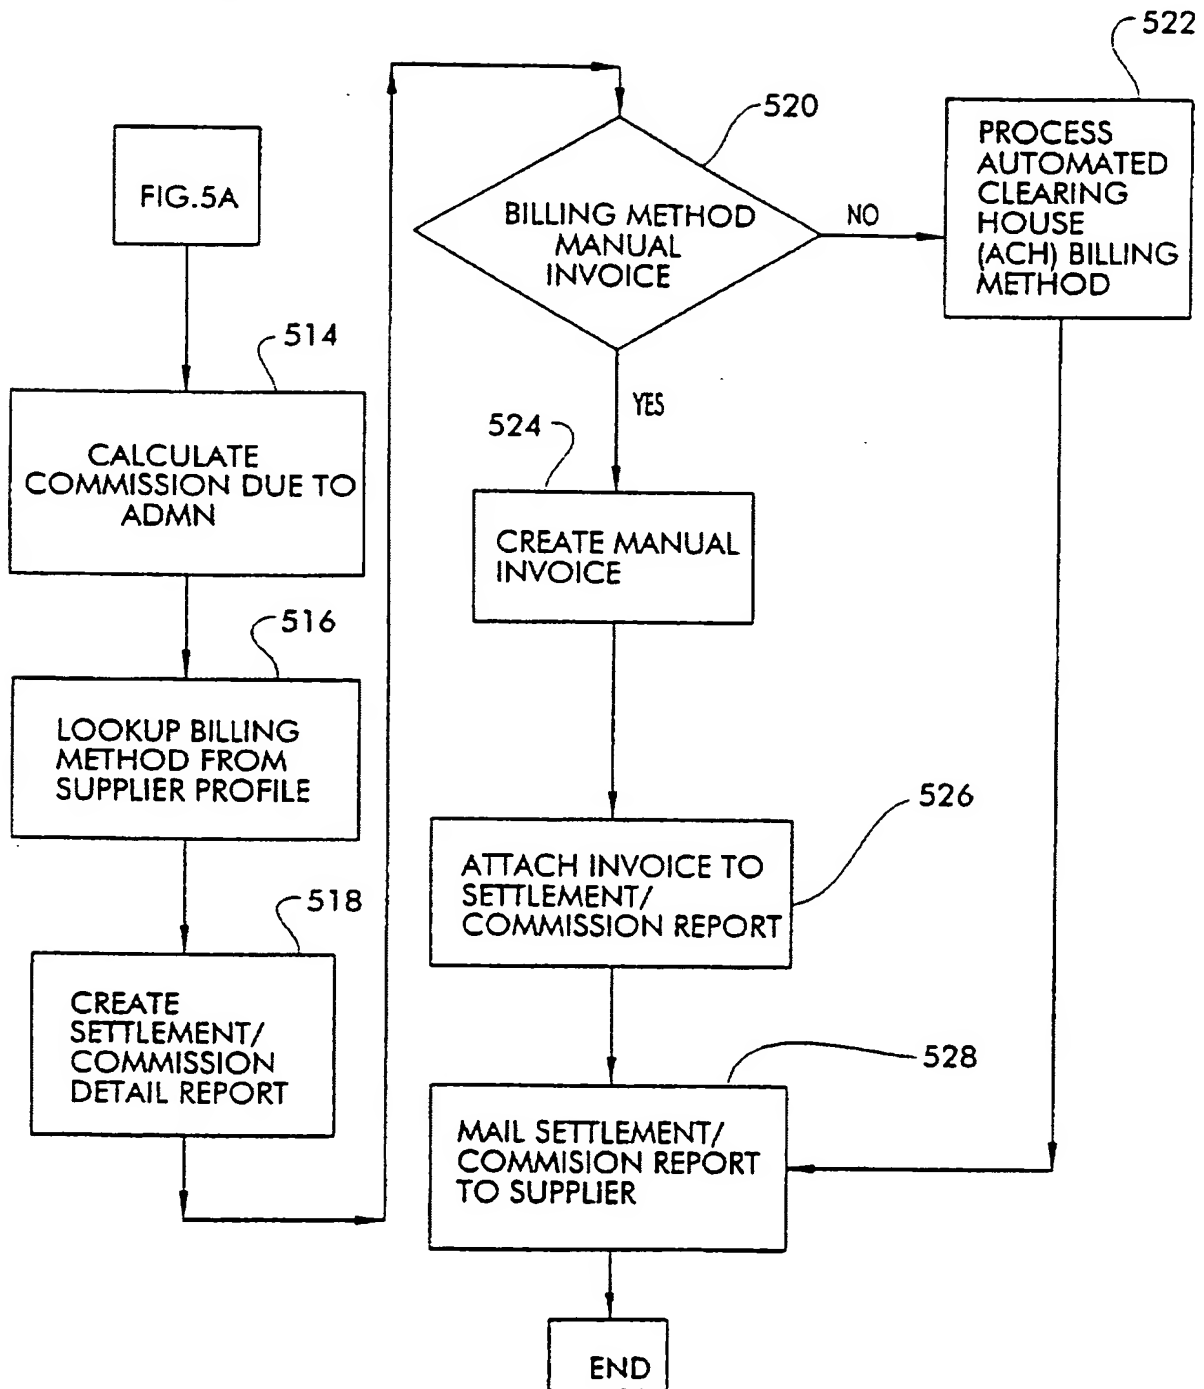 FIG.5A
514
CALCULATE
COMMISSION DUE TO
ADMN
516
LOOKUP BILLING
METHOD FROM
SUPPLIER PROFILE
518
CREATE
SETTLEMENT/
COMMISSION
DETAIL REPORT
520
BILLING METHOD
MANUAL
INVOICE
NO
522
PROCESS
AUTOMATED
CLEARING
HOUSE
(ACH) BILLING
METHOD
YES
524
CREATE MANUAL
INVOICE
526
ATTACH INVOICE TO
SETTLEMENT/
COMMISSION REPORT
528
MAIL SETTLEMENT/
COMMISION REPORT
TO SUPPLIER
END